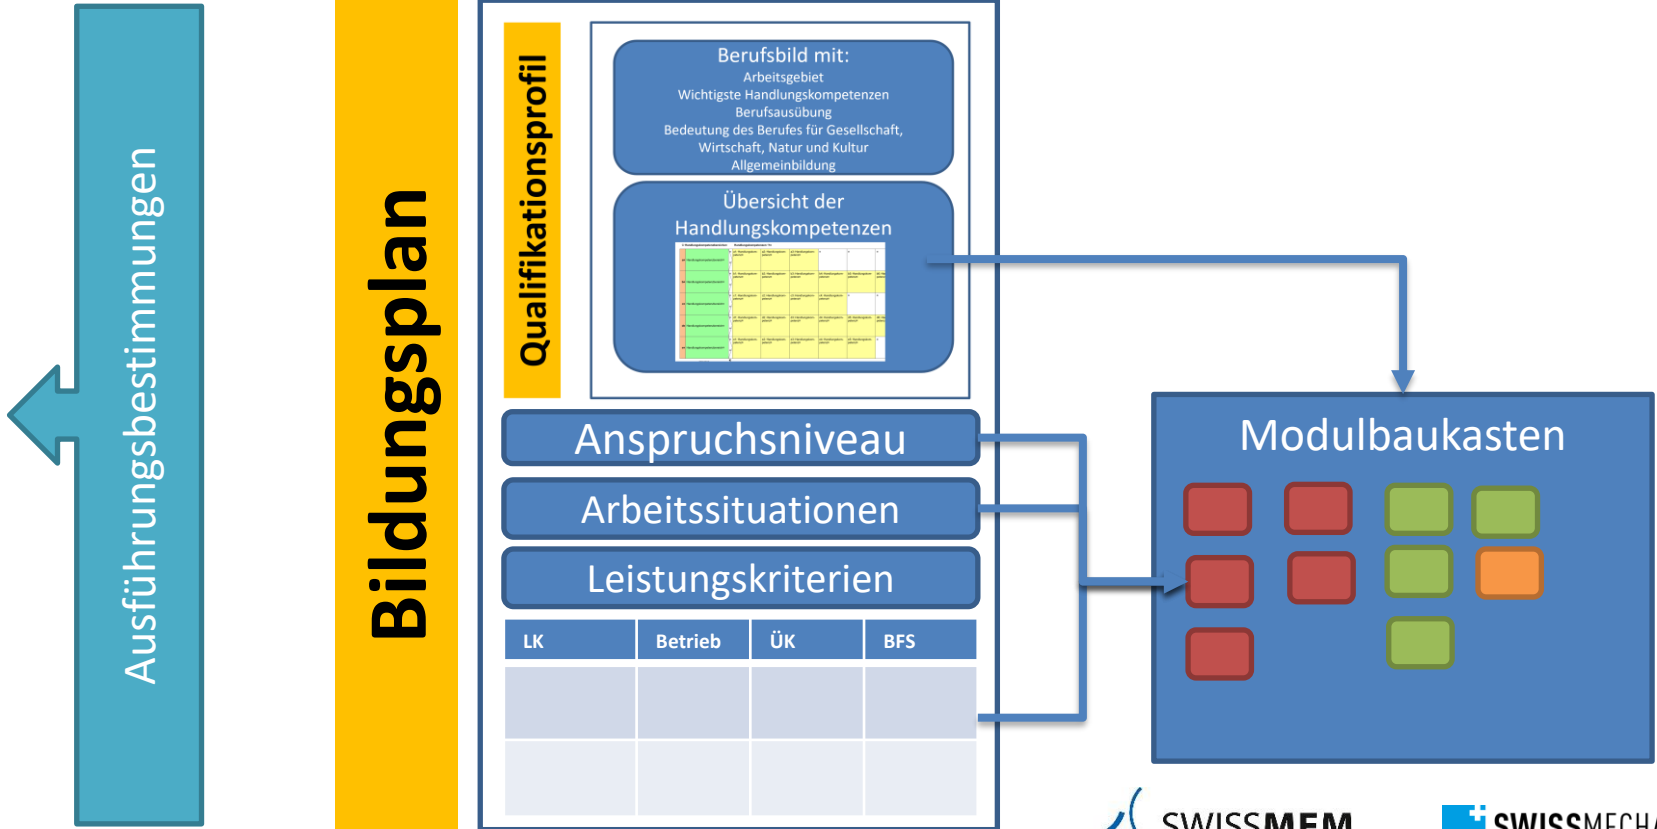 Ausführungsbestimmungen
Bildungsplan
Qualifikationsprofil
Berufsbild mit:
Arbeitsgebiet
Wichtigste Handlungskompetenzen
Berufsausübung
Bedeutung des Berufes für Gesellschaft,
Wirtschaft, Natur und Kultur
Allgemeinbildung
Übersicht der
Handlungskompetenzen
Anspruchsniveau
Arbeitssituationen
Leistungskriterien
LK Betrieb ÜK BFS
Modulbaukasten
SWISSMEM
SWISSMECHA